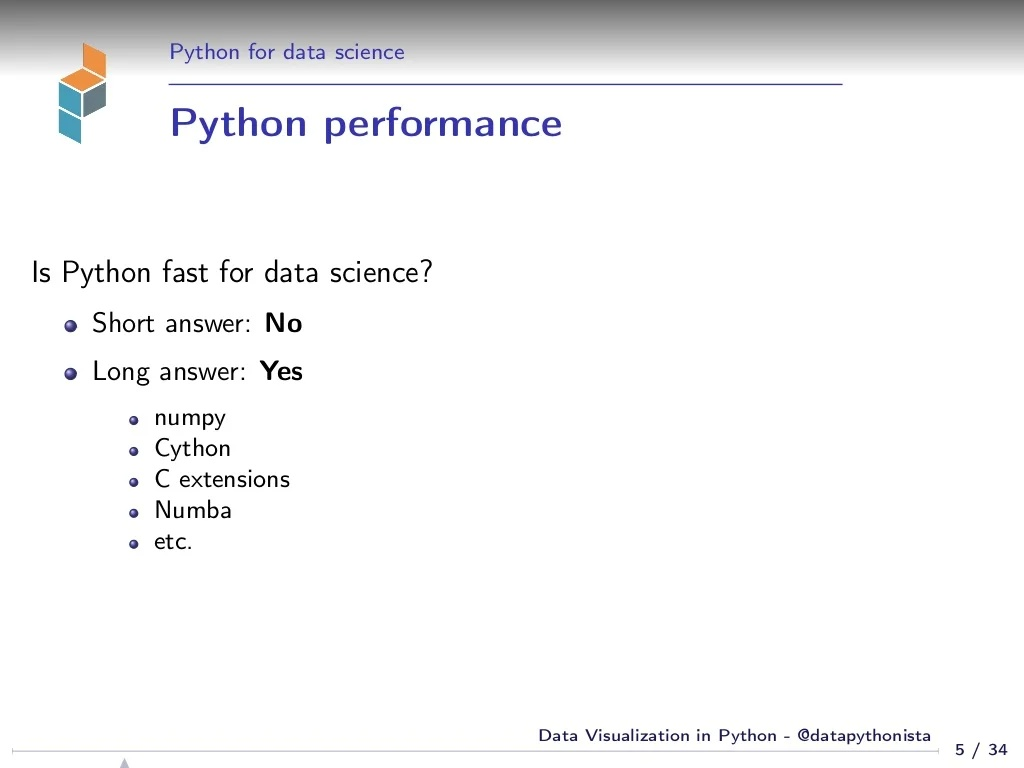 Python for data science
Python performance
Is Python fast for data science?
Short answer: No
Long answer: Yes
numpy
Cython
C extensions
Numba
etc.
Data Visualization in Python - @datapythonista
5 / 34